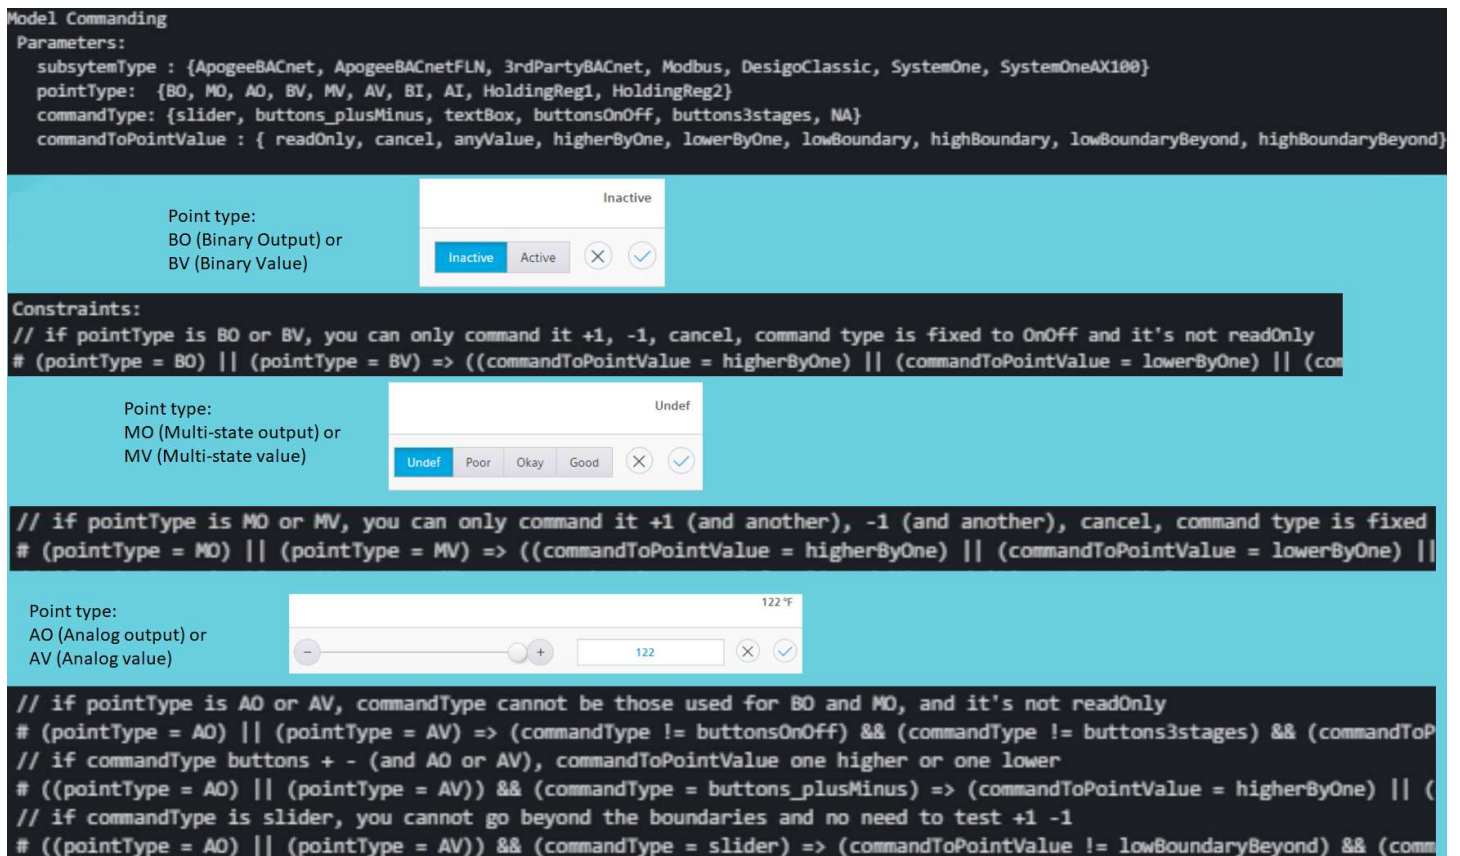 Model Commanding
Parameters:
subsytemType : {ApogeeBACnet, ApogeeBACnetFLN, 3rdPartyBACnet, Modbus, DesigoClassic, SystemOne, SystemOneAX100}
pointType: {BO, MO, AO, BV, MV, AV, BI, AI, HoldingReg1, HoldingReg2}
commandType: {slider, buttons_plusMinus, textBox, buttonsOnOff, buttons3stages, NA}
commandToPointValue : { readOnly, cancel, anyValue, higherByOne, lowerByOne, lowBoundary, highBoundary, lowBoundaryBeyond, highBoundaryBeyond}
Point type:
BO (Binary Output) or
BV (Binary Value)
Inactive
Inactive Active
Constraints:
// if pointType is BO or BV, you can only command it +1, -1, cancel, command type is fixed to OnOff and it's not readOnly
# (pointType = BO) || (pointType = BV) => ((commandToPointValue = higherByOne) || (commandToPointValue = lowerByOne) || (com
Point type:
MO (Multi-state output) or
MV (Multi-state value)
Undef
Undef Poor Okay Good
// if pointType is MO or MV, you can only command it +1 (and another), -1 (and another), cancel, command type is fixed
# (pointType = MO) || (pointType = MV) => ((commandToPointValue = higherByOne) || (commandToPointValue = lowerByOne) ||
Point type:
AO (Analog output) or
AV (Analog value)
122 °F
- + 122
// if pointType is AO or AV, commandType cannot be those used for BO and MO, and it's not readOnly
# (pointType = AO) || (pointType = AV) => (commandType != buttonsOnOff) && (commandType != buttons3stages) && (commandToP
// if commandType buttons + - (and AO or AV), commandToPointValue one higher or one lower
# ((pointType = AO) || (pointType = AV)) && (commandType = buttons_plusMinus) => (commandToPointValue = higherByOne) || (
// if commandType is slider, you cannot go beyond the boundaries and no need to test +1 -1
# ((pointType = AO) || (pointType = AV)) && (commandType = slider) => (commandToPointValue != lowBoundaryBeyond) && (comm